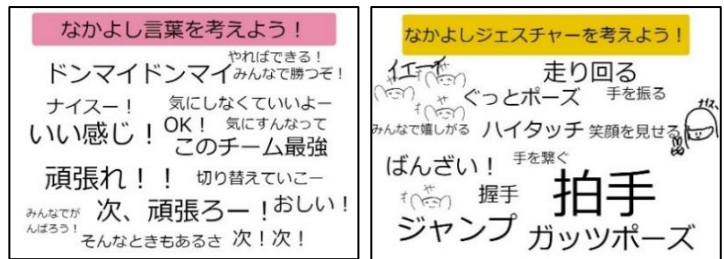 なかよし言葉を考えよう!
やればできる!
ドンマイドンマイ
みんなで勝つぞ!
ナイスー!
気にしなくていいよー
いい感じ!
OK!
気にすんなって
このチーム最強
頑張れ!!
切り替えていこー
みんなでが
んばろう!
次、頑張ろー!
おしい!
そんなときもあるさ
次!次!
なかよしジェスチャーを考えよう!
イエーイ
走り回る
ぐっとポーズ
手を振る
みんなで嬉しがる
ハイタッチ
笑顔を見せる
ナイス
ばんざい!
手を繋ぐ
拍手
握手
ジャンプ
ガッツポーズ